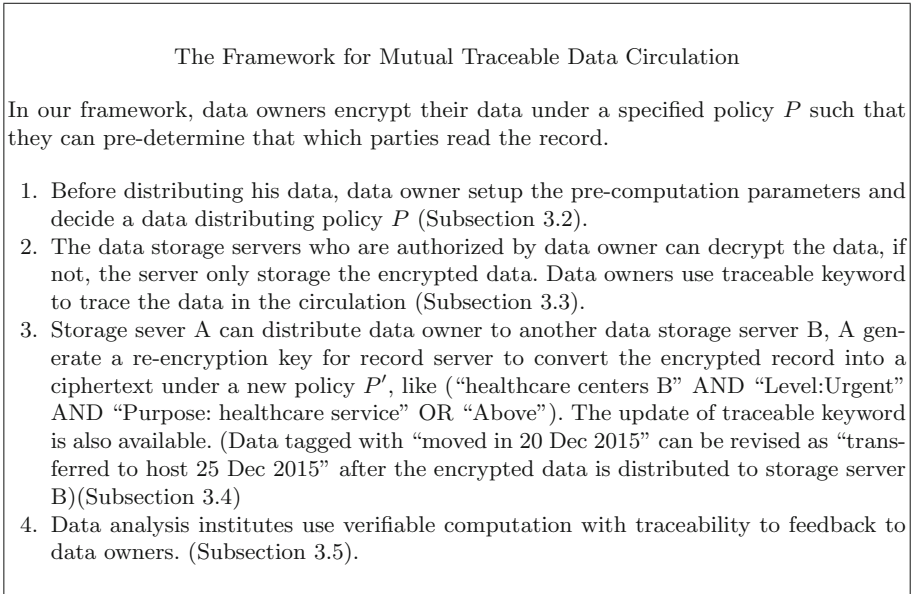 The Framework for Mutual Traceable Data Circulation
In our framework, data owners encrypt their data under a specified policy P such that
they can pre-determine that which parties read the record.
1. Before distributing his data, data owner setup the pre-computation parameters and
decide a data distributing policy P (Subsection 3.2).
2. The data storage servers who are authorized by data owner can decrypt the data, if
not, the server only storage the encrypted data. Data owners use traceable keyword
to trace the data in the circulation (Subsection 3.3).
3. Storage sever A can distribute data owner to another data storage server B, A gen-
erate a re-encryption key for record server to convert the encrypted record into a
ciphertext under a new policy P′, like (“healthcare centers B” AND “Level:Urgent”
AND “Purpose: healthcare service” OR “Above”). The update of traceable keyword
is also available. (Data tagged with “moved in 20 Dec 2015” can be revised as “trans-
ferred to host 25 Dec 2015” after the encrypted data is distributed to storage server
B)(Subsection 3.4)
4. Data analysis institutes use verifiable computation with traceability to feedback to
data owners. (Subsection 3.5).